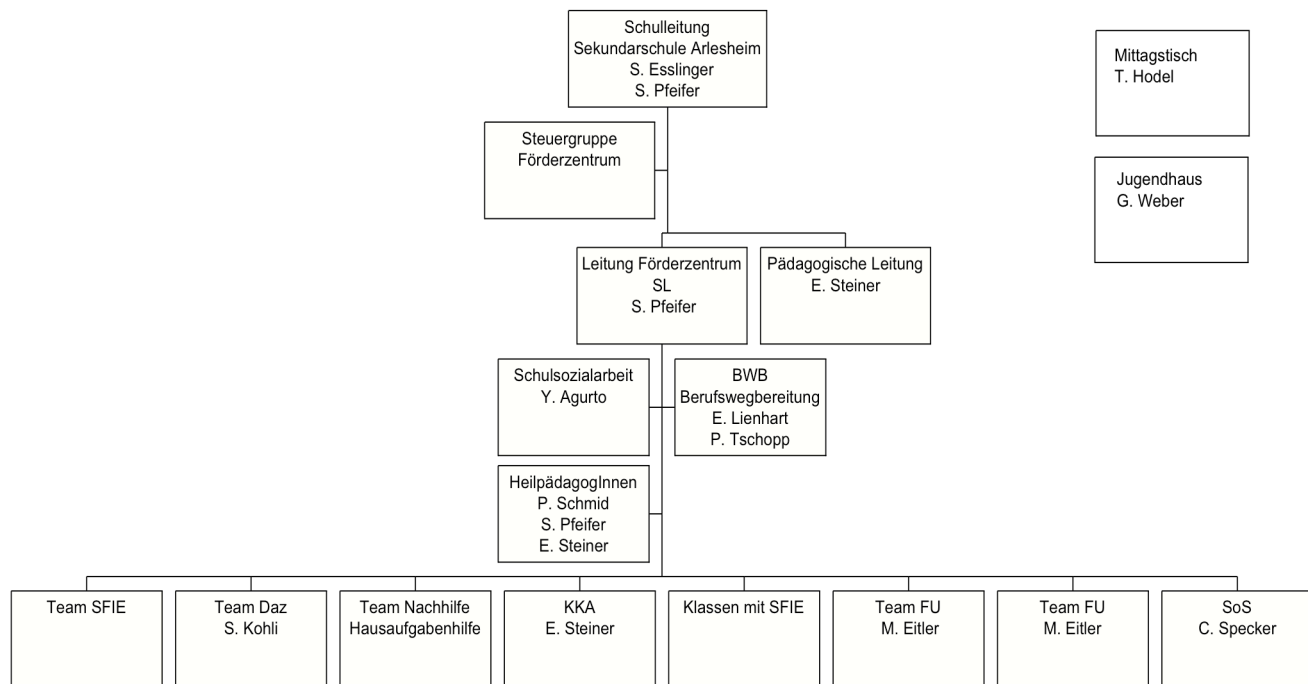 Schulleitung
Sekundarschule Arlesheim
S. Esslinger
S. Pfeifer
Mittagstisch
T. Hodel
Steuergruppe
Förderzentrum
Jugendhaus
G. Weber
Leitung Förderzentrum
SL
S. Pfeifer
Pädagogische Leitung
E. Steiner
Schulsozialarbeit
Y. Agurto
BWB
Berufswegbereitung
E. Lienhart
P. Tschopp
HeilpädagogInnen
P. Schmid
S. Pfeifer
E. Steiner
Team SFIE
Team Daz
S. Kohli
Team Nachhilfe
Hausaufgabenhilfe
KKA
E. Steiner
Klassen mit SFIE
Team FU
M. Eitler
Team FU
M. Eitler
SoS
C. Specker